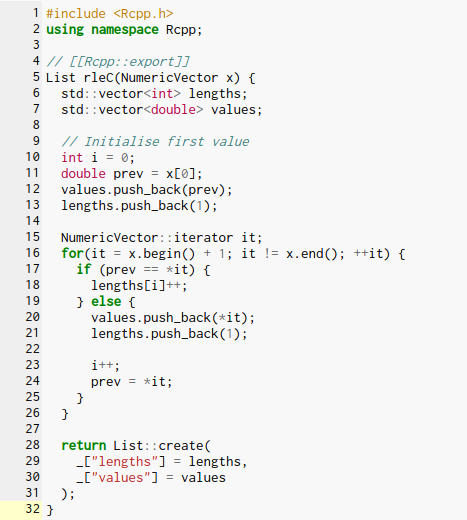 1 #include <Rcpp.h>
2 using namespace Rcpp;
3
4 // [[Rcpp::export]]
5 List rleC(NumericVector x) {
6   std::vector<int> lengths;
7   std::vector<double> values;
8
9   // Initialise first value
10   int i = 0;
11   double prev = x[0];
12   values.push_back(prev);
13   lengths.push_back(1);
14
15   NumericVector::iterator it;
16   for(it = x.begin() + 1; it != x.end(); ++it) {
17     if (prev == *it) {
18       lengths[i]++;
19     } else {
20       values.push_back(*it);
21       lengths.push_back(1);
22
23       i++;
24       prev = *it;
25     }
26   }
27
28   return List::create(
29     _["lengths"] = lengths,
30     _["values"] = values
31   );
32 }